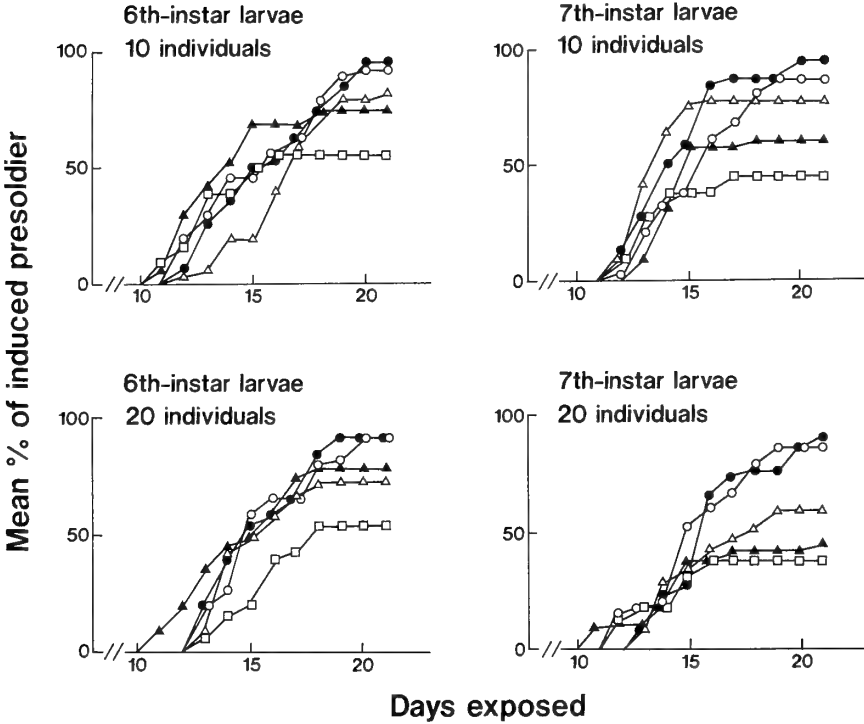 6th-instar larvae
10 individuals
7th-instar larvae
10 individuals
100
50
0
10
15
20
100
50
0
10
15
20
6th-instar larvae
20 individuals
7th-instar larvae
20 individuals
100
50
0
10
15
20
100
50
0
10
15
20
Mean % of induced presoldier
Days exposed